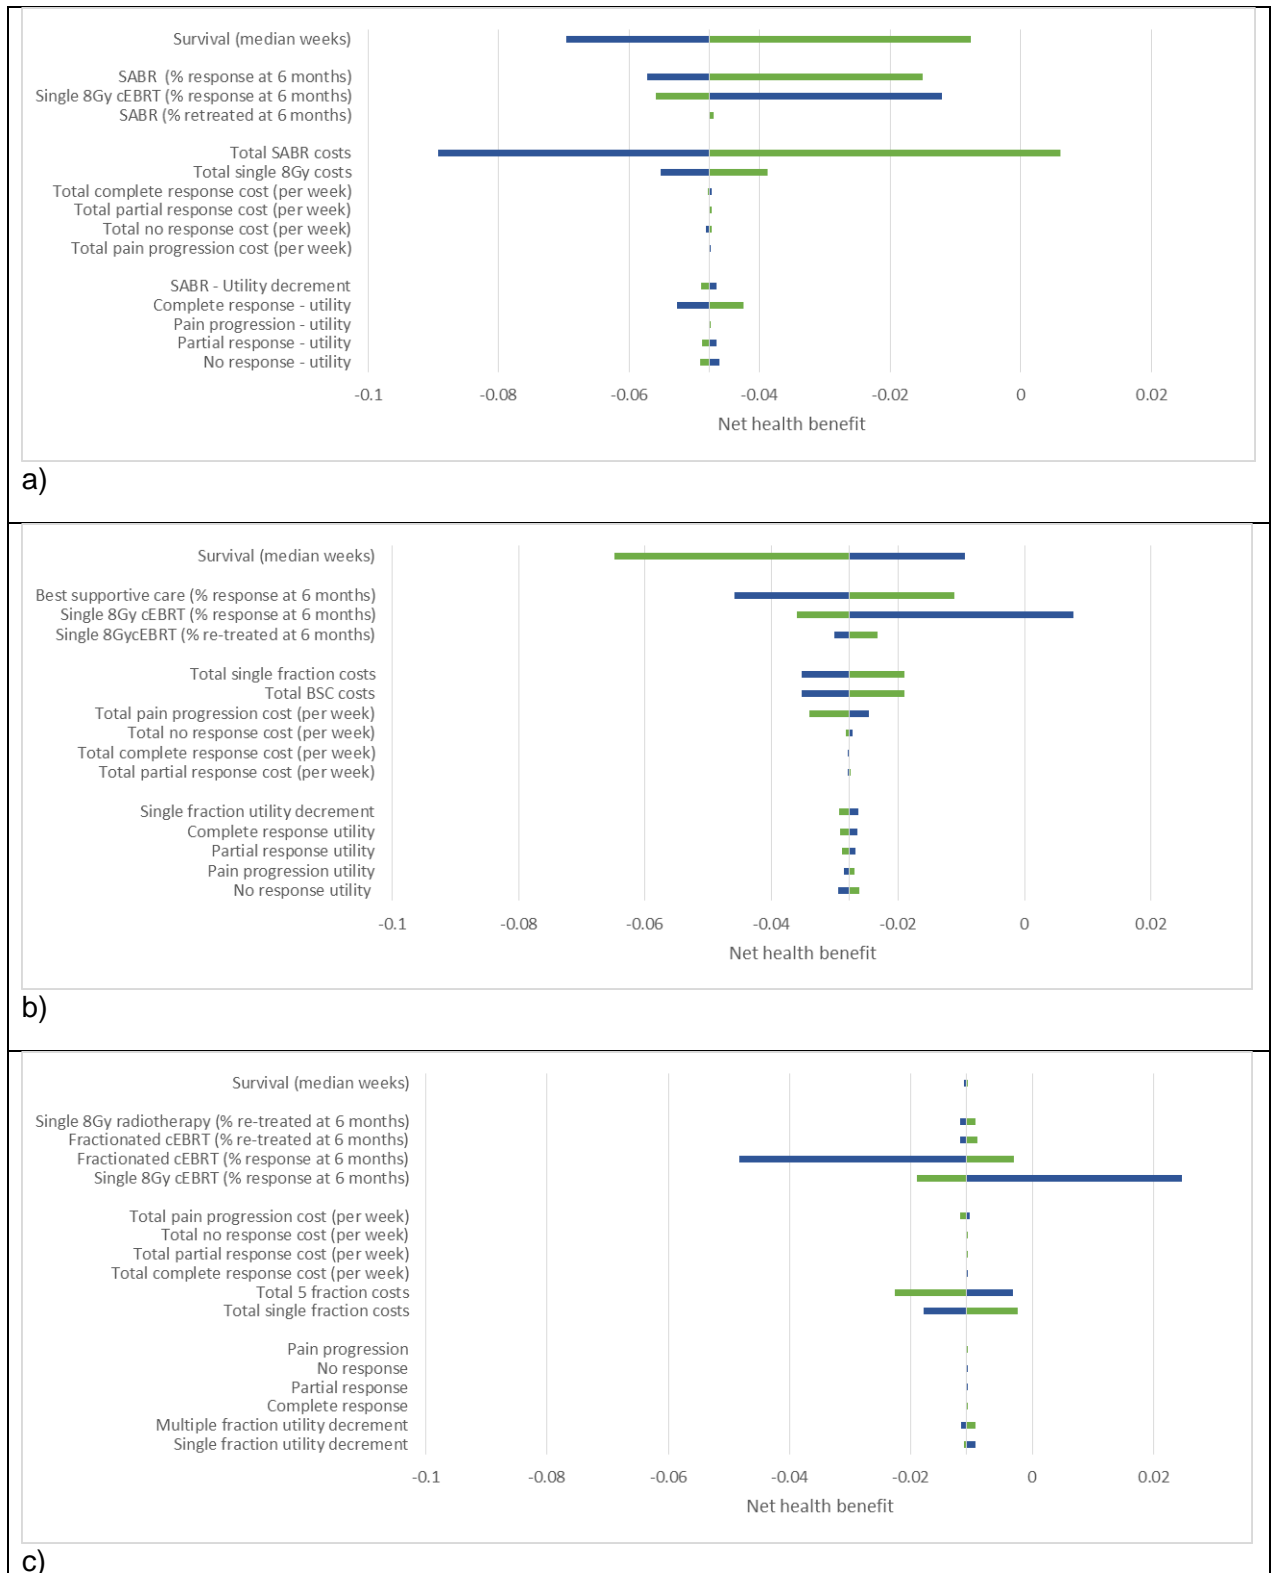 Survival (median weeks)
SABR  (% response at 6 months)
Single 8Gy cEBRT (% response at 6 months)
SABR (% retreated at 6 months)
Total SABR costs
Total single 8Gy costs
Total complete response cost (per week)
Total partial response cost (per week)
Total no response cost (per week)
Total pain progression cost (per week)
SABR - Utility decrement
Complete response - utility
Pain progression - utility
Partial response - utility
No response - utility
-0.1 -0.08 -0.06 -0.04 -0.02 0 0.02
Net health benefit
a)
Survival (median weeks)
Best supportive care (% response at 6 months)
Single 8Gy cEBRT (% response at 6 months)
Single 8GycEBRT (% re-treated at 6 months)
Total single fraction costs
Total BSC costs
Total pain progression cost (per week)
Total no response cost (per week)
Total complete response cost (per week)
Total partial response cost (per week)
Single fraction utility decrement
Complete response utility
Partial response utility
Pain progression utility
No response utility
-0.1 -0.08 -0.06 -0.04 -0.02 0 0.02
Net health benefit
b)
Survival (median weeks)
Single 8Gy radiotherapy (% re-treated at 6 months)
Fractionated cEBRT (% re-treated at 6 months)
Fractionated cEBRT (% response at 6 months)
Single 8Gy cEBRT (% response at 6 months)
Total pain progression cost (per week)
Total no response cost (per week)
Total partial response cost (per week)
Total complete response cost (per week)
Total 5 fraction costs
Total single fraction costs
Pain progression
No response
Partial response
Complete response
Multiple fraction utility decrement
Single fraction utility decrement
-0.1 -0.08 -0.06 -0.04 -0.02 0 0.02
Net health benefit
c)